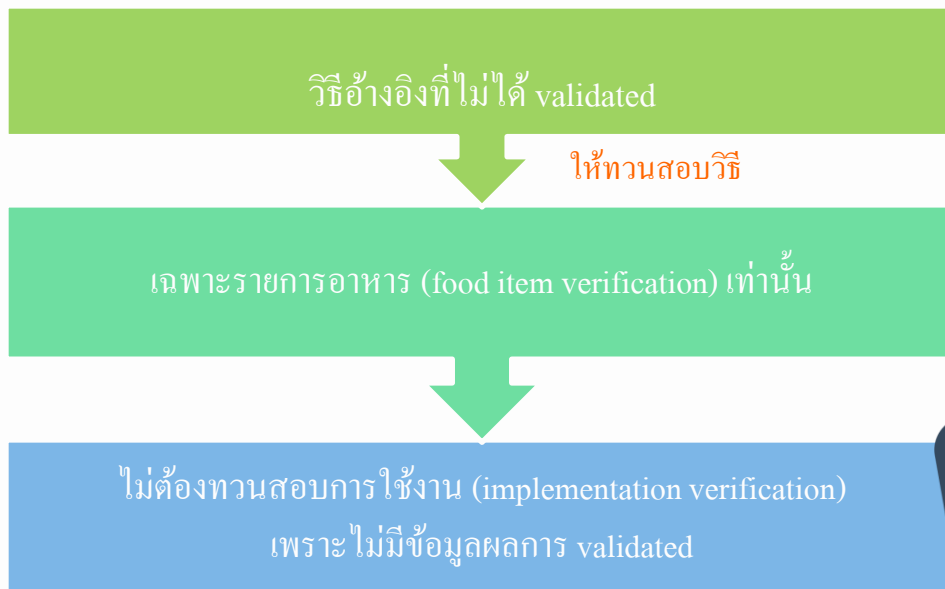 วิธีอ้างอิงที่ไม่ได้ validated
ให้ทวนสอบวิธี
เฉพาะรายการอาหาร (food item verification) เท่านั้น
ไม่ต้องทวนสอบการใช้งาน (implementation verification)
เพราะไม่มีข้อมูลผลการ validated